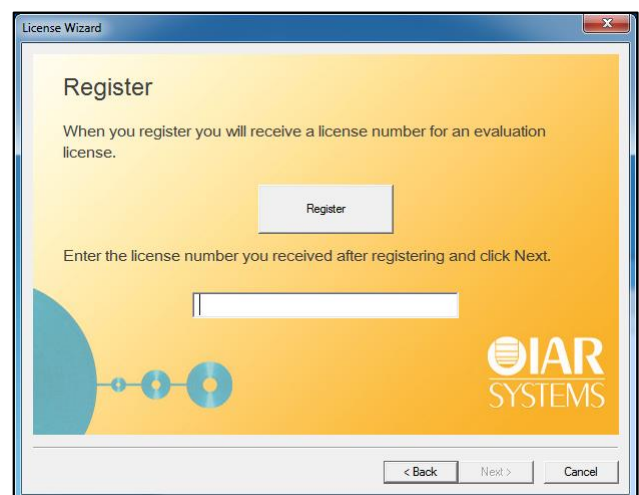 License Wizard
Register
When you register you will receive a license number for an evaluation
license.
Register
Enter the license number you received after registering and click Next.
IAR
SYSTEMS
< Back
Next >
Cancel